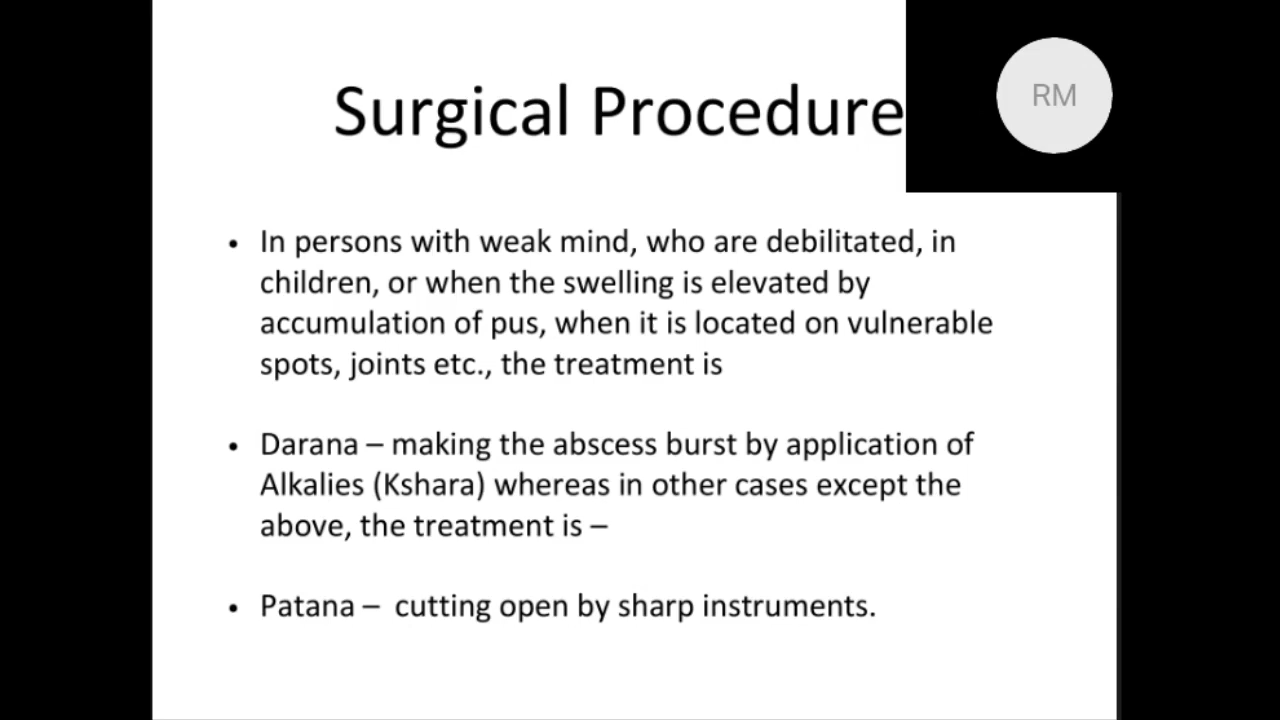 Surgical Procedure
RM
• In persons with weak mind, who are debilitated, in
children, or when the swelling is elevated by
accumulation of pus, when it is located on vulnerable
spots, joints etc., the treatment is
• Darana – making the abscess burst by application of
Alkalies (Kshara) whereas in other cases except the
above, the treatment is –
• Patana – cutting open by sharp instruments.